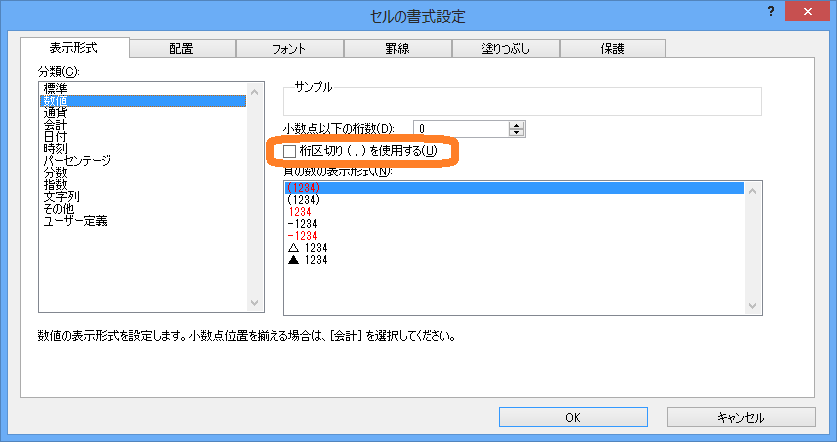 セルの書式設定
?
表示形式 配置 フォント 罫線 塗りつぶし 保護
分類(C):
標準
数値
通貨
会計
日付
時刻
パーセンテージ
分数
指数
文字列
その他
ユーザー定義
サンプル
小数点以下の桁数(D): 0
桁区切り ( , ) を使用する(U)
負の数の表示形式(N):
(1234)
(1234)
1234
-1234
-1234
△ 1234
▲ 1234
数値の表示形式を設定します。小数点位置を揃える場合は、[会計] を選択してください。
OK キャンセル